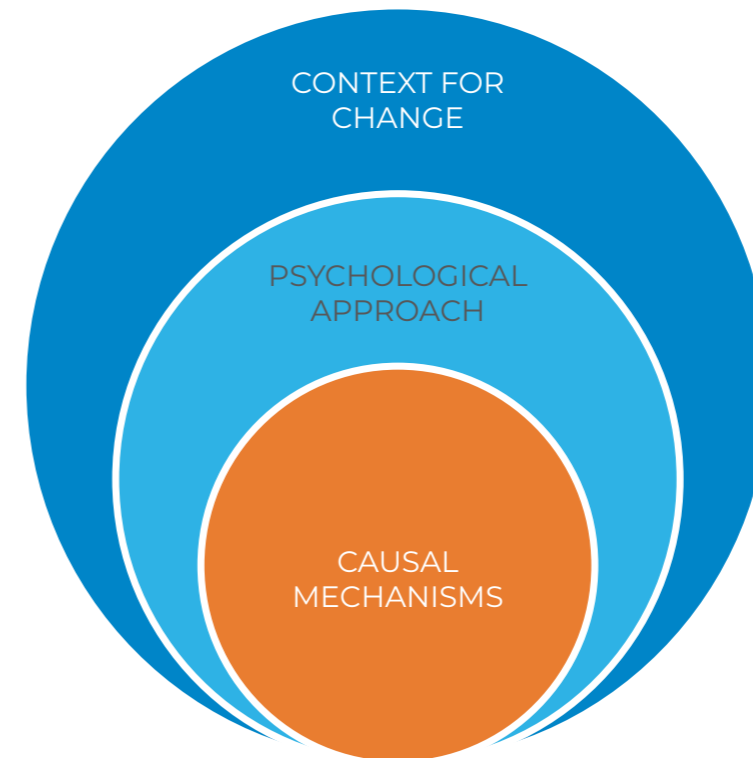 CONTEXT FOR
CHANGE
PSYCHOLOGICAL
APPROACH
CAUSAL
MECHANISMS